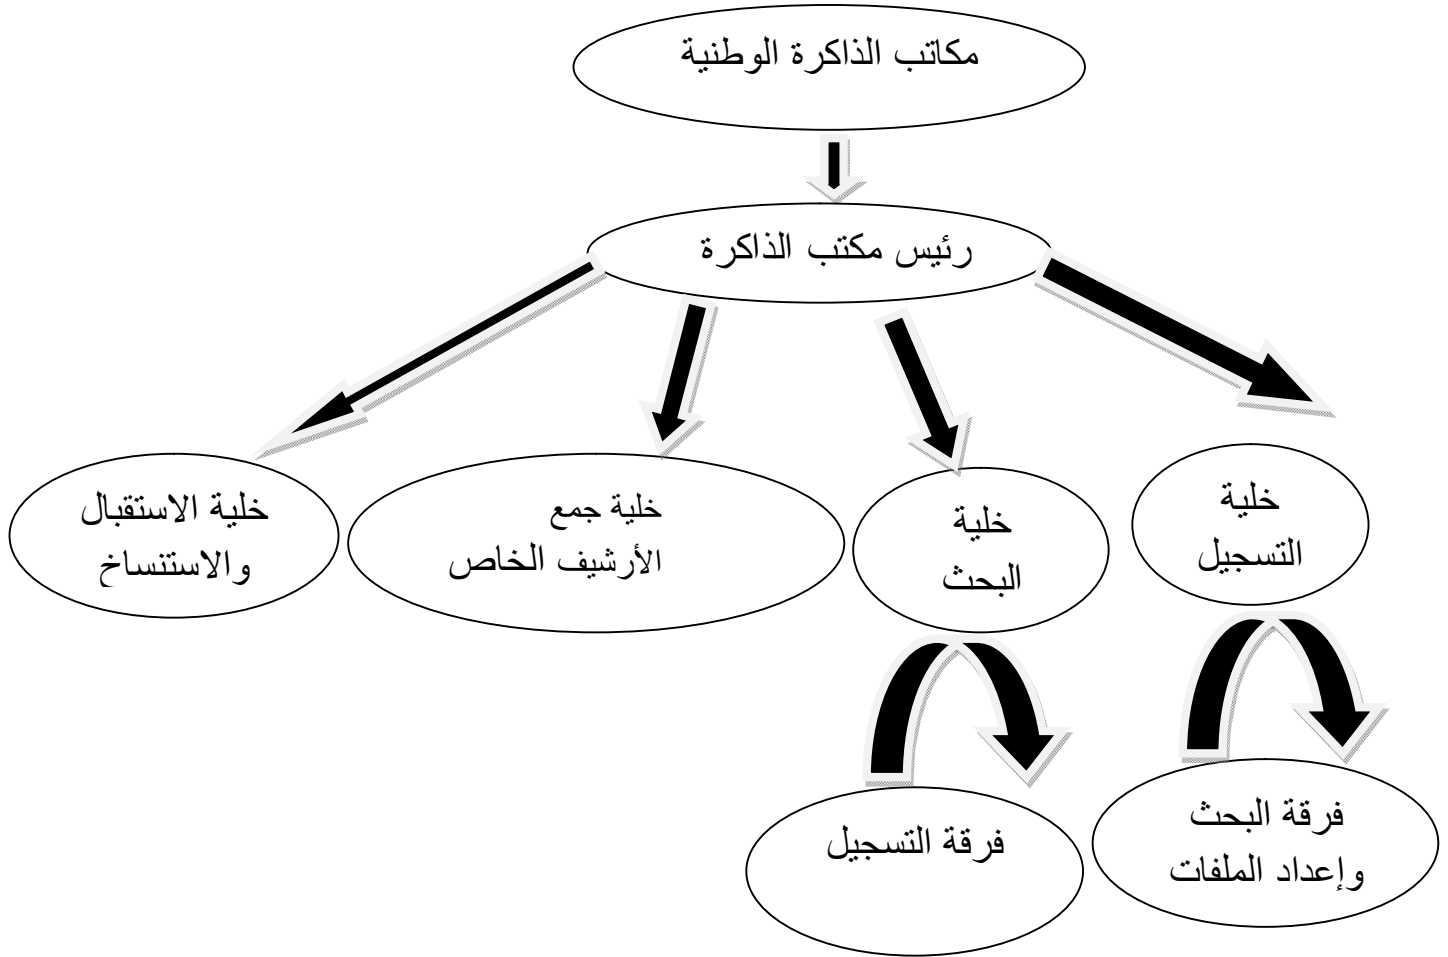 مكاتب الذاكرة الوطنية
رئيس مكتب الذاكرة
خلية
التسجيل
خلية
البحث
خلية جمع
الأرشيف الخاص
خلية الاستقبال
والاستنساخ
فرقة البحث
وإعداد الملفات
فرقة التسجيل